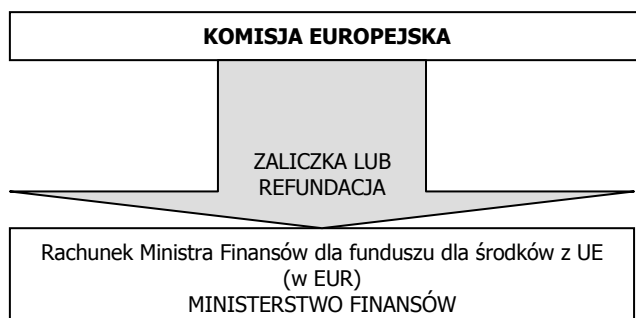 KOMISJA EUROPEJSKA
ZALICZKA LUB
REFUNDACJA
Rachunek Ministra Finansów dla funduszu dla środków z UE
(w EUR)
MINISTERSTWO FINANSÓW